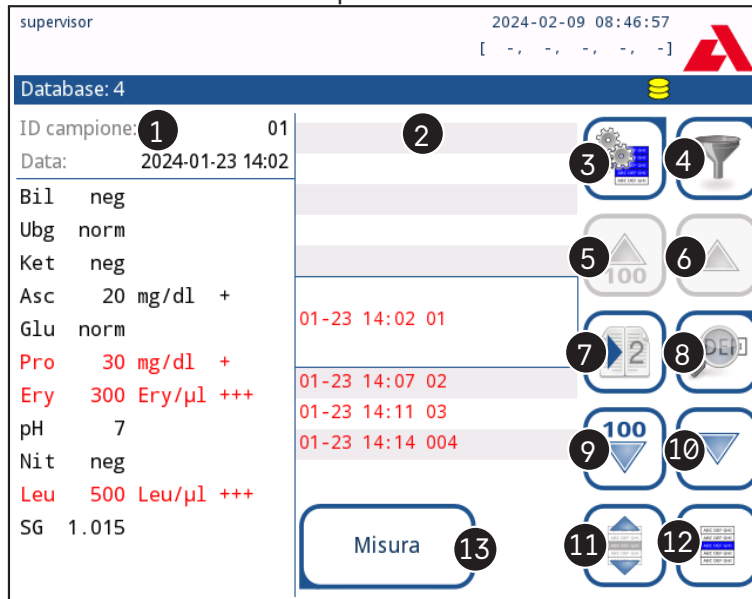 supervisor
2024-02-09 08:46:57
[ -, -, -, -, -]
Database: 4
ID campione: 1 01
Data: 2024-01-23 14:02
Bil neg
Ubg norm
Ket neg
Asc 20 mg/dl +
Glu norm
Pro 30 mg/dl +
Ery 300 Ery/µl +++
pH 7
Nit neg
Leu 500 Leu/µl +++
SG 1.015
2
01-23 14:02 01
01-23 14:07 02
01-23 14:11 03
01-23 14:14 004
Misura 13
3
4
5 100
6
7 2
8
9 100
10
11
12